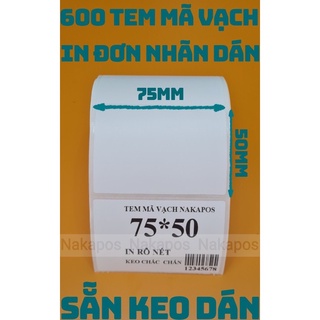 600 TEM MÃ VẠCH
IN ĐƠN NHÃN DÁN
75MM
50MM
TEM MÃ VẠCH NAKAPOS
75*50
Nakapos Nakapos Nakapos
IN RÕ NÉT
KEO CHẮC CHẮN
12345678
SẴN KEO DÁN